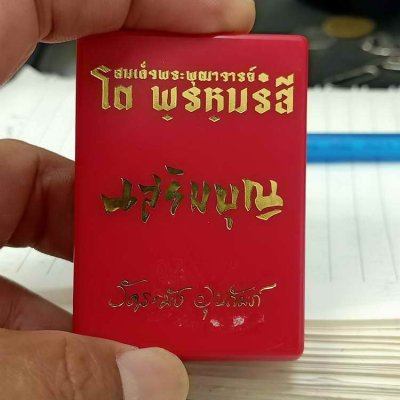 สมเด็จพระพุฒาจารย์
โต พรหมรังสี
เสริมบุญ